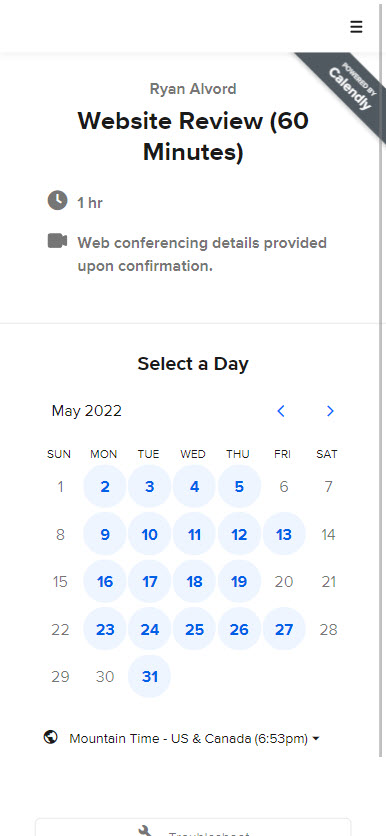 POWERED BY
Calendly
Ryan Alvord
Website Review (60
Minutes)
1 hr
Web conferencing details provided
upon confirmation.
Select a Day
May 2022
SUN MON TUE WED THU FRI SAT
1 2 3 4 5 6 7
8 9 10 11 12 13 14
15 16 17 18 19 20 21
22 23 24 25 26 27 28
29 30 31
Mountain Time - US & Canada (6:53pm)
Troubleshoot